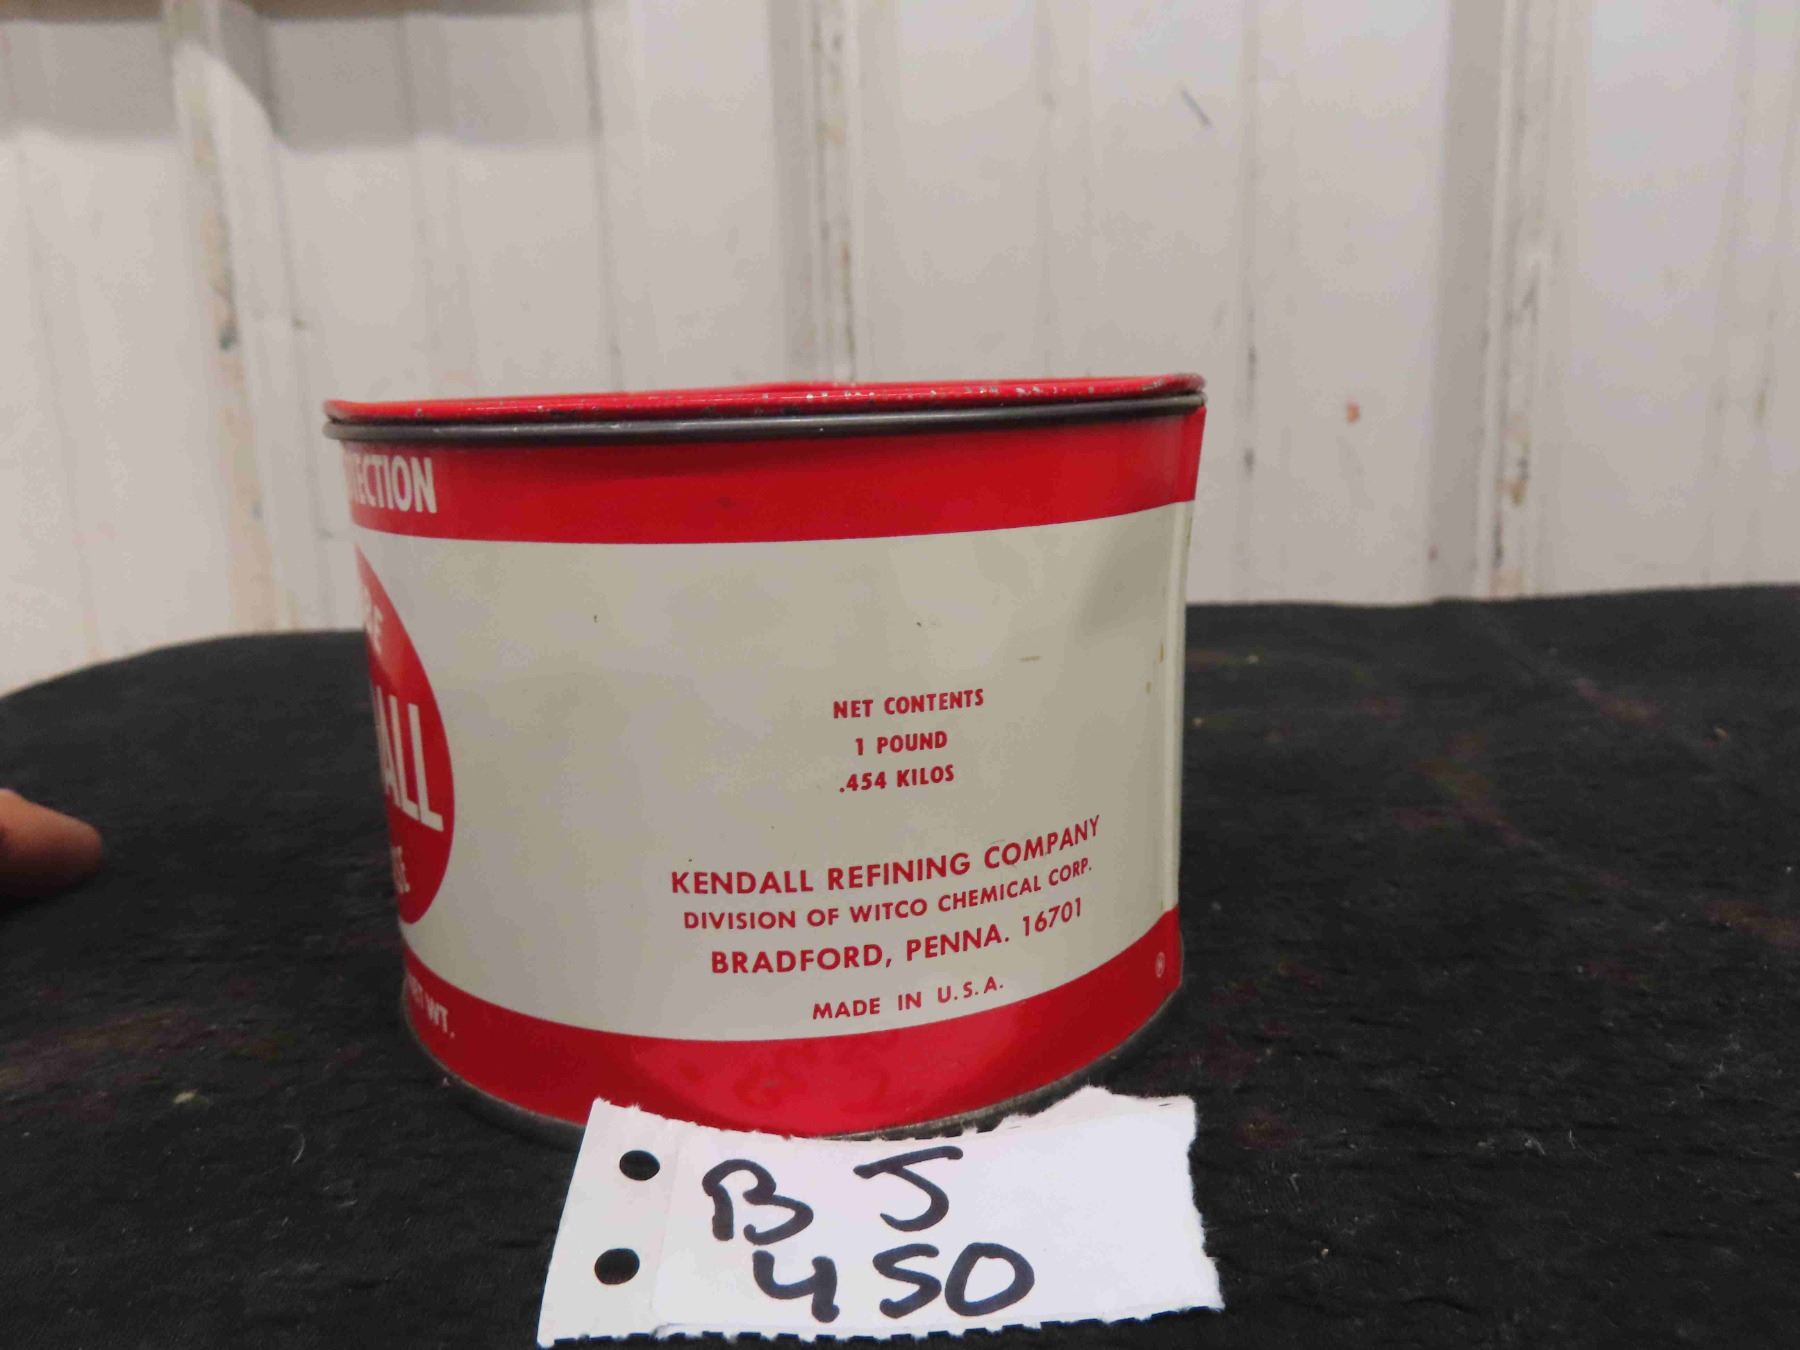 NET CONTENTS
1 POUND
.454 KILOS
KENDALL REFINING COMPANY
DIVISION OF WITCO CHEMICAL CORP.
BRADFORD, PENNA. 16701
MADE IN U.S.A.
WT.
B J
450